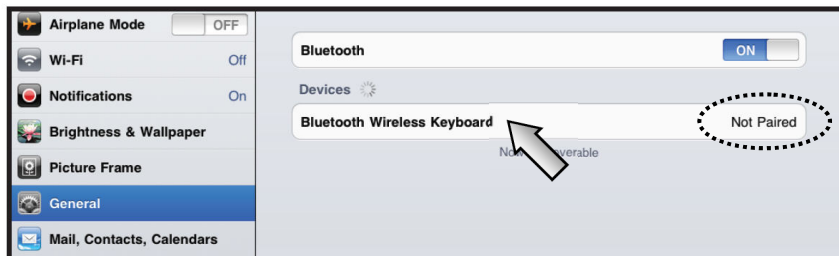 Airplane Mode OFF
Wi-Fi Off
Notifications On
Brightness & Wallpaper
Picture Frame
General
Mail, Contacts, Calendars
Bluetooth ON
Devices
Bluetooth Wireless Keyboard Not Paired